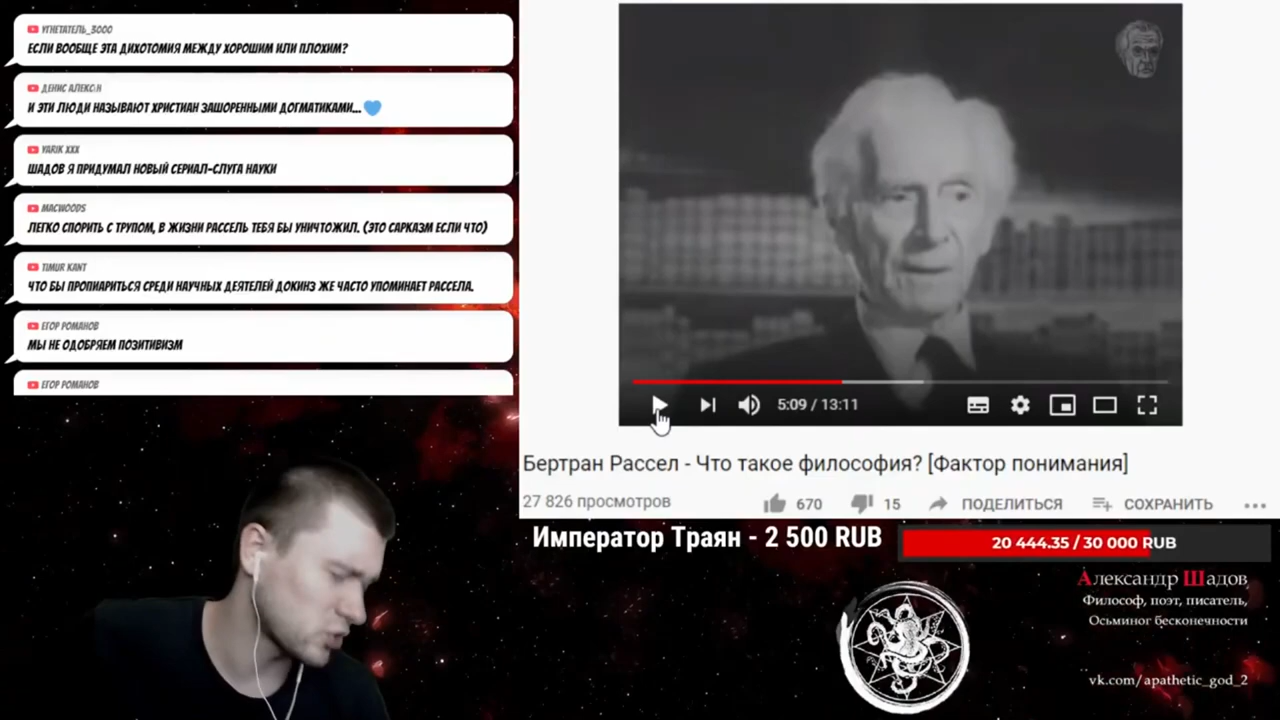 УГНЕТАТЕЛЬ_3000
ЕСЛИ ВООБЩЕ ЭТА ДИХОТОМИЯ МЕЖДУ ХОРОШИМ ИЛИ ПЛОХИМ?
ДЕНИС АЛЕКСЯН
И ЭТИ ЛЮДИ НАЗЫВАЮТ ХРИСТИАН ЗАШОРЕННЫМИ ДОГМАТИКАМИ...
YARIK XXX
ШАДОВ Я ПРИДУМАЛ НОВЫЙ СЕРИАЛ-СЛУГА НАУКИ
MACWOODS
ЛЕГКО СПОРИТЬ С ТРУПОМ, В ЖИЗНИ РАССЕЛЬ ТЕБЯ БЫ УНИЧТОЖИЛ. (ЭТО САРКАЗМ ЕСЛИ ЧТО)
TIMUR KANT
ЧТО БЫ ПРОПИАРИТЬСЯ СРЕДИ НАУЧНЫХ ДЕЯТЕЛЕЙ ДОКИНЗ ЖЕ ЧАСТО УПОМИНАЕТ РАССЕЛА.
ЕГОР РОМАНОВ
МЫ НЕ ОДОБРЯЕМ ПОЗИТИВИЗМ
ЕГОР РОМАНОВ
5:09 / 13:11
Бертран Рассел - Что такое философия? [Фактор понимания]
27 826 просмотров
670
15
ПОДЕЛИТЬСЯ
СОХРАНИТЬ
Император Траян - 2 500 RUB
20 444.35 / 30 000 RUB
Александр Шадов
Философ, поэт, писатель,
Осьминог бесконечности
vk.com/apathetic_god_2